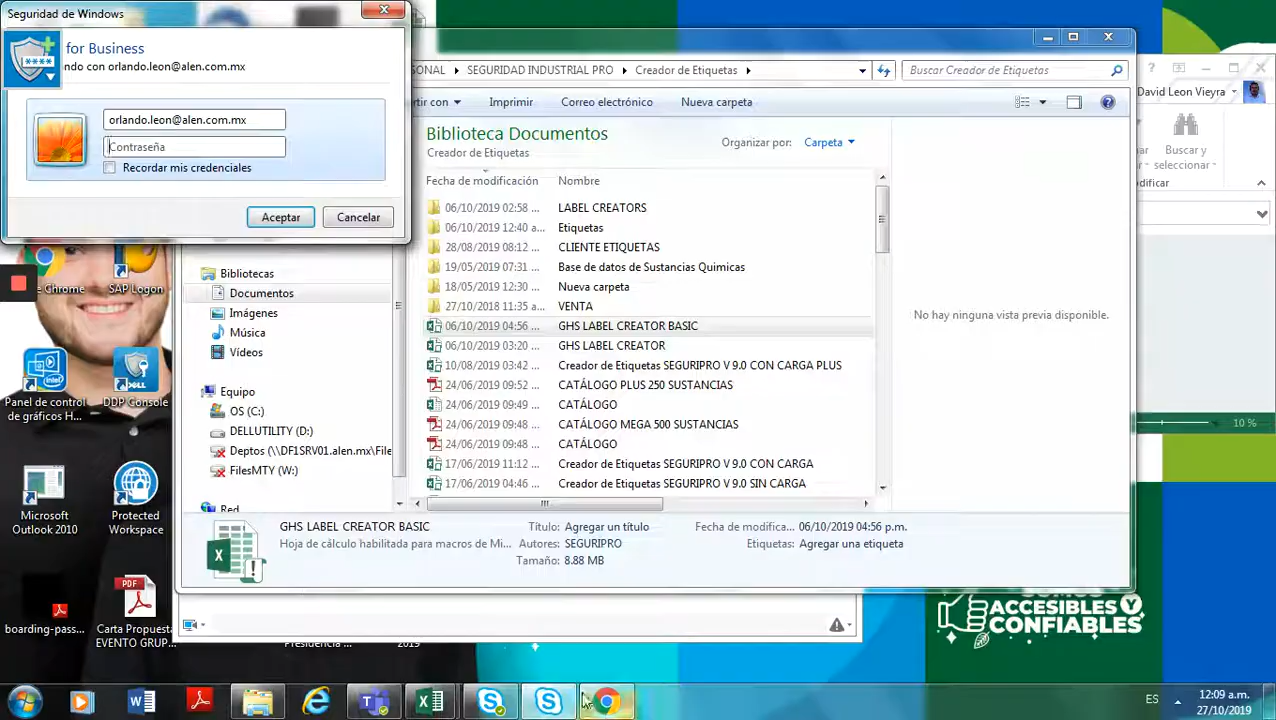 Seguridad de Windows
for Business
ndo con orlando.leon@alen.com.mx
orlando.leon@alen.com.mx
Contraseña
Recordar mis credenciales
Aceptar
Cancelar
SEGURIDAD INDUSTRIAL PRO
Creador de Etiquetas
Buscar Creador de Etiquetas
rtir con
Imprimir
Correo electrónico
Nueva carpeta
Biblioteca Documentos
Creador de Etiquetas
Organizar por:
Carpeta
Fecha de modificación
Nombre
06/10/2019 02:58 ...
LABEL CREATORS
06/10/2019 12:40 a...
Etiquetas
28/08/2019 08:12 ...
CLIENTE ETIQUETAS
19/05/2019 07:31 ...
Base de datos de Sustancias Quimicas
18/05/2019 12:30 ...
Nueva carpeta
27/10/2018 11:35 a...
VENTA
06/10/2019 04:56 ...
GHS LABEL CREATOR BASIC
06/10/2019 03:20 ...
GHS LABEL CREATOR
10/08/2019 03:42 ...
Creador de Etiquetas SEGURIPRO V 9.0 CON CARGA PLUS
24/06/2019 09:52 ...
CATÁLOGO PLUS 250 SUSTANCIAS
24/06/2019 09:49 ...
CATÁLOGO
24/06/2019 09:48 ...
CATÁLOGO MEGA 500 SUSTANCIAS
24/06/2019 09:48 ...
CATÁLOGO
17/06/2019 11:12 ...
Creador de Etiquetas SEGURIPRO V 9.0 CON CARGA
17/06/2019 04:46 ...
Creador de Etiquetas SEGURIPRO V 9.0 SIN CARGA
No hay ninguna vista previa disponible.
Bibliotecas
Documentos
Imágenes
Música
Vídeos
Equipo
OS (C:)
DELLUTILITY (D:)
Deptos (\\DF1SRV01.alen.mx\File
FilesMTY (W:)
Red
GHS LABEL CREATOR BASIC
Hoja de cálculo habilitada para macros de Mi...
Título: Agregar un título
Autores: SEGURIPRO
Tamaño: 8.88 MB
Fecha de modifica... 06/10/2019 04:56 p.m.
Etiquetas: Agregar una etiqueta
David Leon Vieyra
Buscar y
seleccionar
10 %
e Chrome
SAP Logon
Panel de control
de gráficos H...
DDP Console
Microsoft
Outlook 2010
Protected
Workspace
boarding-pass...
Carta Propuesta
EVENTO GRUP...
2019
ACCESIBLES Y
CONFIABLES
ES
12:09 a.m.
27/10/2019